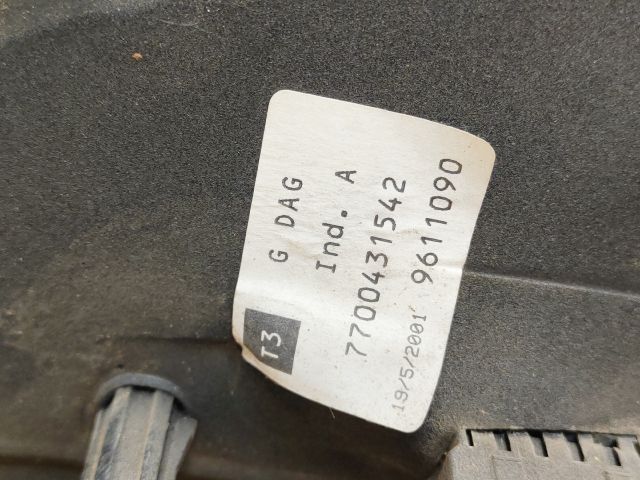 G DAG
Ind. A
7700431542
19/5/2001 9611090
T3